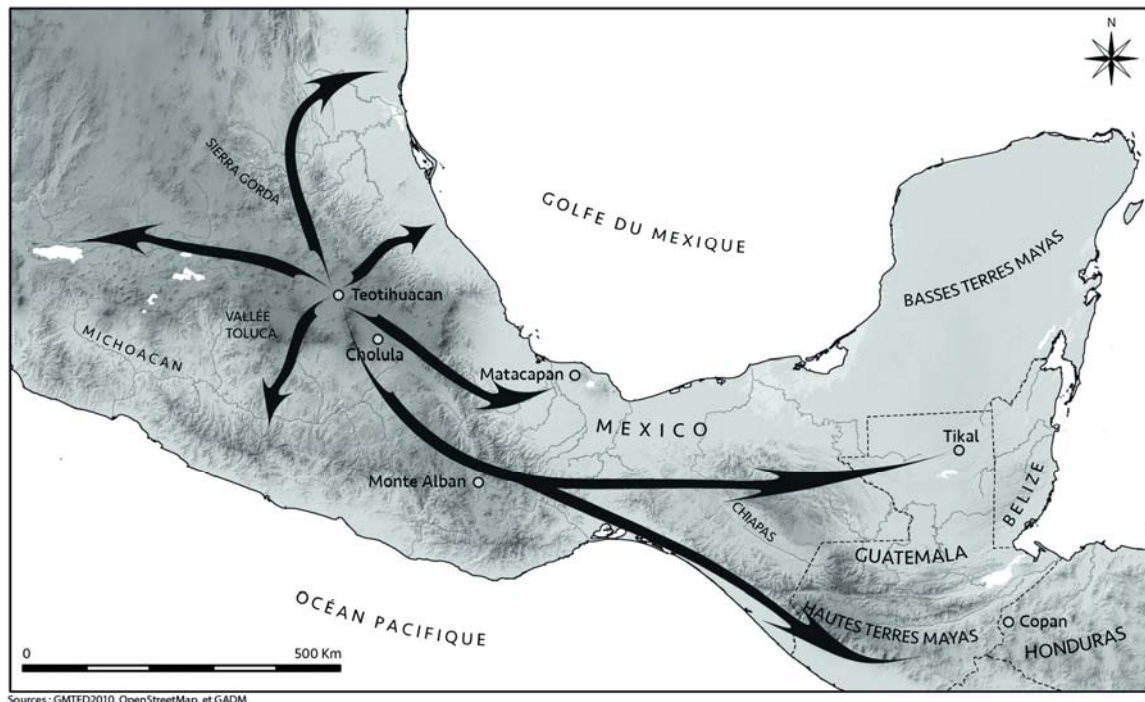 N
SIERRA GORDA
GOLFE DU MEXIQUE
BASSES TERRES MAYAS
Teotihuacan
VALLÉE
TOLUCA
MICHOACAN
Cholula
Matacapan
MEXICO
Tikal
Monte Alban
BELIZE
CHIAPAS
GUATEMALA
OCÉAN PACIFIQUE
HAUTES TERRES MAYAS
Copan
HONDURAS
0 500 Km
Sources : GMTED2010, OpenStreetMap, et GADM